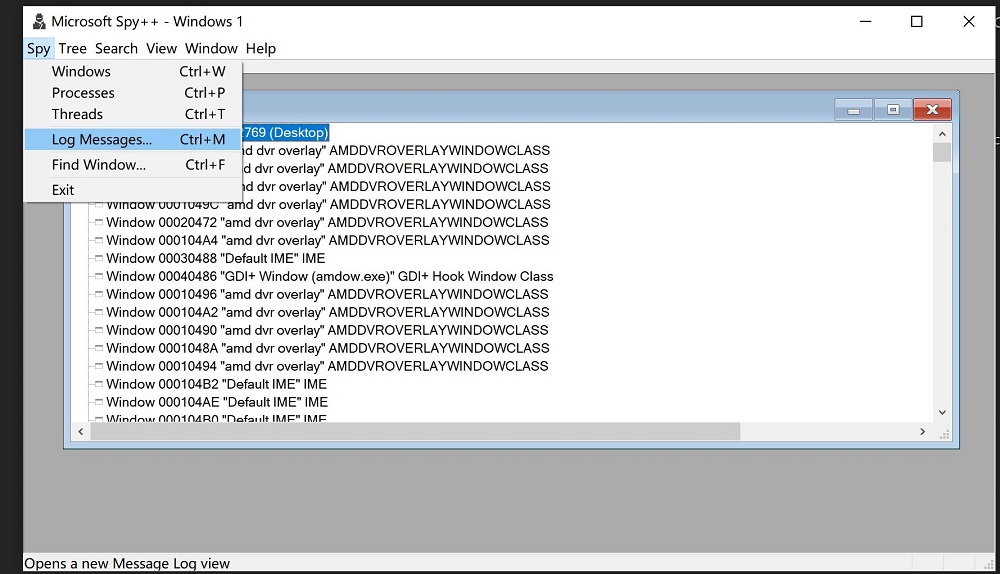 Microsoft Spy++ - Windows 1
Spy Tree Search View Window Help
Windows Ctrl+W
Processes Ctrl+P
Threads Ctrl+T
Log Messages... Ctrl+M
Find Window... Ctrl+F
Exit
2769 (Desktop)
md dvr overlay" AMDDVROVERLAYWINDOWCLASS
md dvr overlay" AMDDVROVERLAYWINDOWCLASS
md dvr overlay" AMDDVROVERLAYWINDOWCLASS
Window 0001049C "amd dvr overlay" AMDDVROVERLAYWINDOWCLASS
Window 00020472 "amd dvr overlay" AMDDVROVERLAYWINDOWCLASS
Window 000104A4 "amd dvr overlay" AMDDVROVERLAYWINDOWCLASS
Window 00030488 "Default IME" IME
Window 00040486 "GDI+ Window (amdow.exe)" GDI+ Hook Window Class
Window 00010496 "amd dvr overlay" AMDDVROVERLAYWINDOWCLASS
Window 000104A2 "amd dvr overlay" AMDDVROVERLAYWINDOWCLASS
Window 00010490 "amd dvr overlay" AMDDVROVERLAYWINDOWCLASS
Window 0001048A "amd dvr overlay" AMDDVROVERLAYWINDOWCLASS
Window 00010494 "amd dvr overlay" AMDDVROVERLAYWINDOWCLASS
Window 000104B2 "Default IME" IME
Window 000104AE "Default IME" IME
Window 000104B0 "Default IME" IME
Opens a new Message Log view